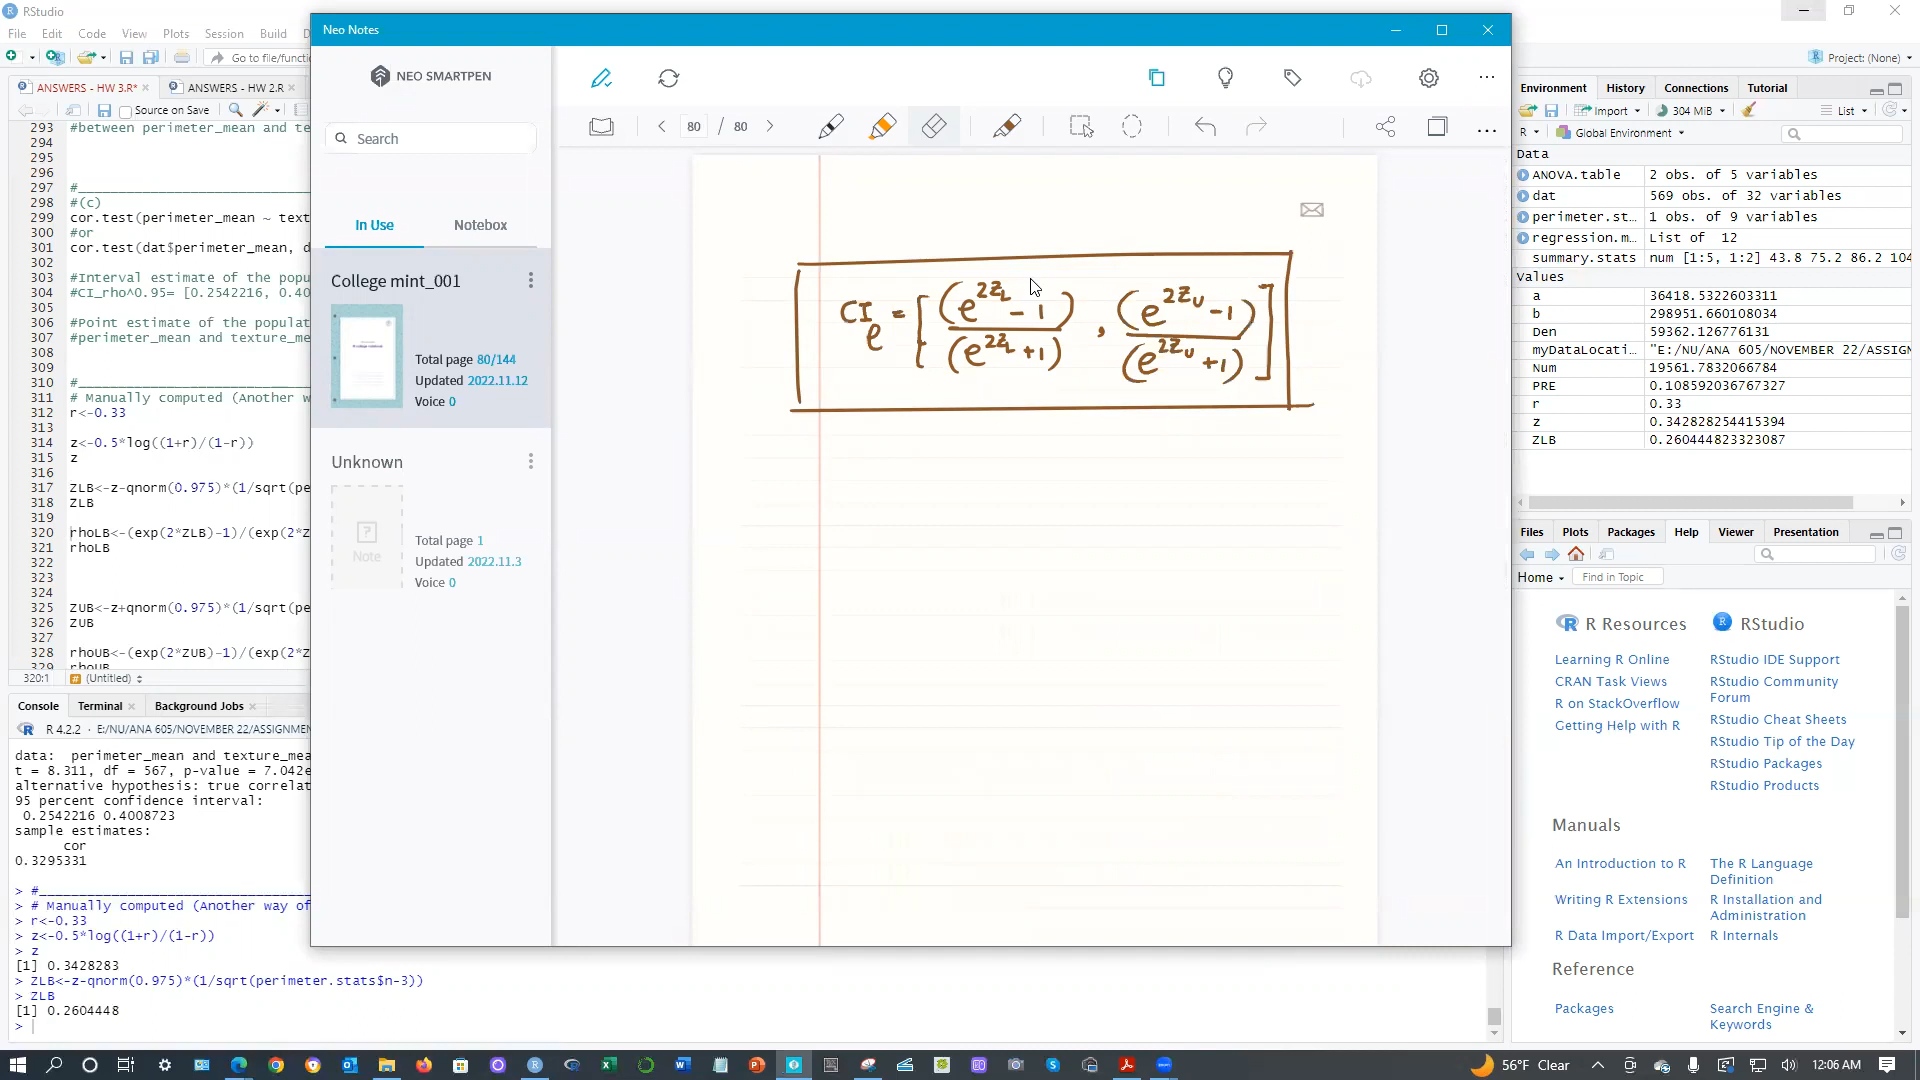 RStudio
File Edit Code View Plots Session Build
Go to file/functi
Project: (None)
ANSWERS - HW 3.R*
ANSWERS - HW 2.R
Source on Save
293 #between perimeter_mean and te
294
295
296
297 #
298 #(c)
299 cor.test(perimeter_mean ~ text
300 #or
301 cor.test(dat$perimeter_mean, d
302
303 #Interval estimate of the popu
304 #CI_rho^0.95= [0.2542216, 0.40
305
306 #Point estimate of the populat
307 #perimeter_mean and texture_me
308
309
310 #
311 # Manually computed (Another w
312 r<-0.33
313
314 z<-0.5*log((1+r)/(1-r))
315 z
316
317 ZLB<-z-qnorm(0.975)*(1/sqrt(pe
318 ZLB
319
320 rhoLB<-(exp(2*ZLB)-1)/(exp(2*Z
321 rhoLB
322
323
324
325 ZUB<-z+qnorm(0.975)*(1/sqrt(pe
326 ZUB
327
328 rhoUB<-(exp(2*ZUB)-1)/(exp(2*Z
329 rhoUB
320:1 (Untitled)
Console Terminal Background Jobs
R 4.2.2 · E:/NU/ANA 605/NOVEMBER 22/ASSIGNMEN
data: perimeter_mean and texture_mea
t = 8.311, df = 567, p-value = 7.042e
alternative hypothesis: true correlat
95 percent confidence interval:
0.2542216 0.4008723
sample estimates:
cor
0.3295331
> #
> # Manually computed (Another way of
> r<-0.33
> z<-0.5*log((1+r)/(1-r))
> z
[1] 0.3428283
> ZLB<-z-qnorm(0.975)*(1/sqrt(perimeter.stats$n-3))
> ZLB
[1] 0.2604448
>
Neo Notes
NEO SMARTPEN
Search
In Use Notebox
College mint_001
Total page 80/144
Updated 2022.11.12
Voice 0
Unknown
Note
Total page 1
Updated 2022.11.3
Voice 0
80 / 80
CI_ρ = [(e^{2Z_L} - 1)/(e^{2Z_L} + 1), (e^{2Z_U} - 1)/(e^{2Z_U} + 1)]
Environment History Connections Tutorial
Import 304 MiB List
R Global Environment
Data
ANOVA.table 2 obs. of 5 variables
dat 569 obs. of 32 variables
perimeter.st… 1 obs. of 9 variables
regression.m… List of 12
summary.stats num [1:5, 1:2] 43.8 75.2 86.2 104
Values
a 36418.5322603311
b 298951.660108034
Den 59362.126776131
myDataLocati… "E:/NU/ANA 605/NOVEMBER 22/ASSIGN
Num 19561.7832066784
PRE 0.108592036767327
r 0.33
z 0.342828254415394
ZLB 0.260444823323087
Files Plots Packages Help Viewer Presentation
Home Find in Topic
R Resources
Learning R Online
CRAN Task Views
R on StackOverflow
Getting Help with R
RStudio
RStudio IDE Support
RStudio Community
Forum
RStudio Cheat Sheets
RStudio Tip of the Day
RStudio Packages
RStudio Products
Manuals
An Introduction to R
The R Language
Definition
Writing R Extensions
R Installation and
Administration
R Data Import/Export
R Internals
Reference
Packages
Search Engine &
Keywords
56°F Clear
12:06 AM